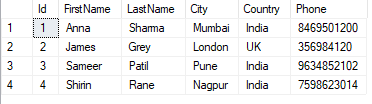 Id FirstName LastName City Country Phone
1 1 Anna Sharma Mumbai India 8469501200
2 2 James Grey London UK 356984120
3 3 Sameer Patil Pune India 9634852102
4 4 Shirin Rane Nagpur India 7598623014